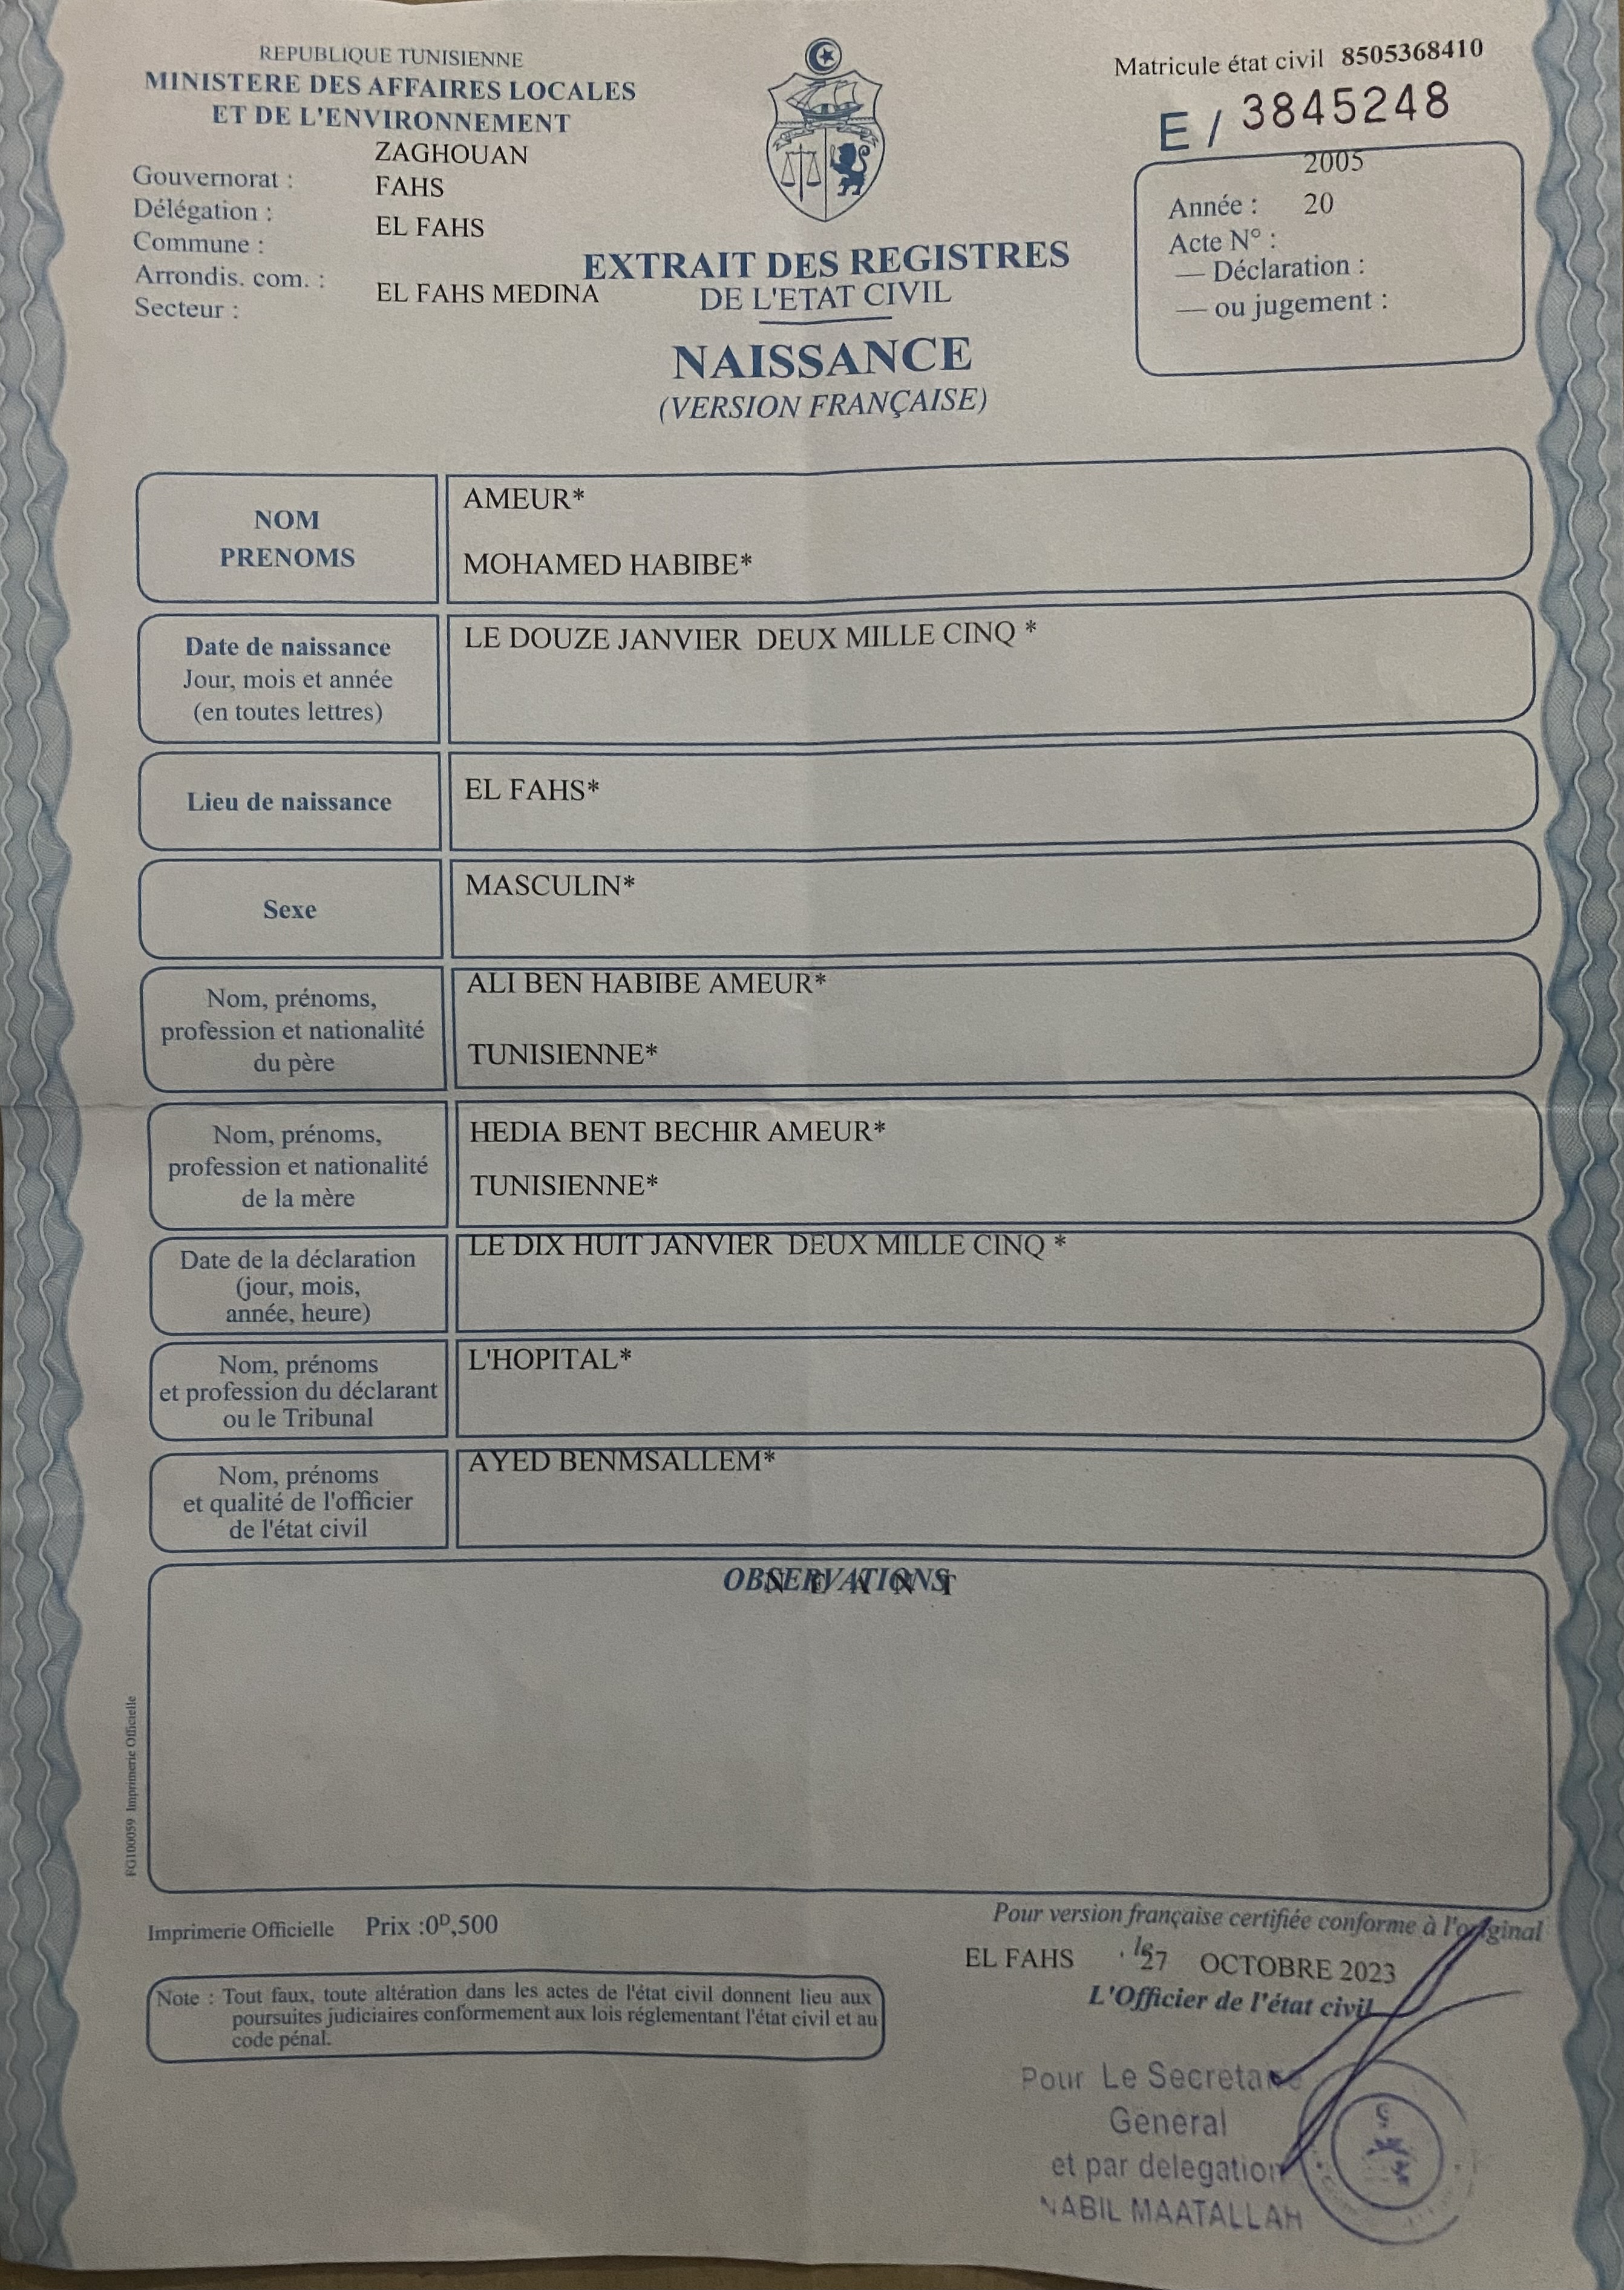 REPUBLIQUE TUNISIENNE
MINISTERE DES AFFAIRES LOCALES
ET DE L'ENVIRONNEMENT
ZAGHOUAN
Gouvernorat :
FAHS
Délégation :
EL FAHS
Commune :
Arrondis. com. :
EL FAHS MEDINA
Secteur :
Matricule état civil 8505368410
E / 3845248
2005
Année : 20
Acte N° :
— Déclaration :
— ou jugement :
EXTRAIT DES REGISTRES
DE L'ETAT CIVIL
NAISSANCE
(VERSION FRANÇAISE)
NOM
PRENOMS
AMEUR*
MOHAMED HABIBE*
Date de naissance
Jour, mois et année
(en toutes lettres)
LE DOUZE JANVIER DEUX MILLE CINQ *
Lieu de naissance
EL FAHS*
Sexe
MASCULIN*
Nom, prénoms,
profession et nationalité
du père
ALI BEN HABIBE AMEUR*
TUNISIENNE*
Nom, prénoms,
profession et nationalité
de la mère
HEDIA BENT BECHIR AMEUR*
TUNISIENNE*
Date de la déclaration
(jour, mois,
année, heure)
LE DIX HUIT JANVIER DEUX MILLE CINQ *
Nom, prénoms
et profession du déclarant
ou le Tribunal
L'HOPITAL*
Nom, prénoms
et qualité de l'officier
de l'état civil
AYED BENMSALLEM*
OBSERVATIONS
N E A N T
FG100059 Imprimerie Officielle
Imprimerie Officielle Prix :0ᴰ,500
Note : Tout faux, toute altération dans les actes de l'état civil donnent lieu aux
poursuites judiciaires conformement aux lois réglementant l'état civil et au
code pénal.
Pour version française certifiée conforme à l'original
EL FAHS le 27 OCTOBRE 2023
L'Officier de l'état civil
Pour Le Secretaire
General
et par delegation
NABIL MAATALLAH